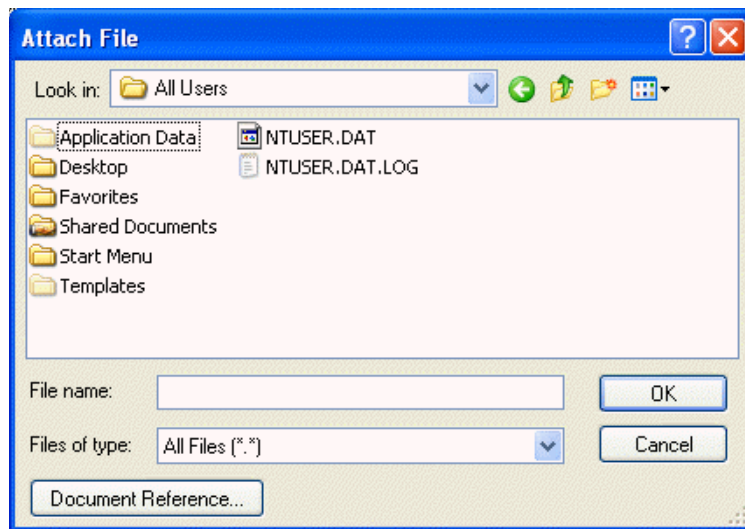 Attach File
Look in: All Users
Application Data
Desktop
Favorites
Shared Documents
Start Menu
Templates
NTUSER.DAT
NTUSER.DAT.LOG
File name:
OK
Files of type: All Files (*.*)
Cancel
Document Reference...